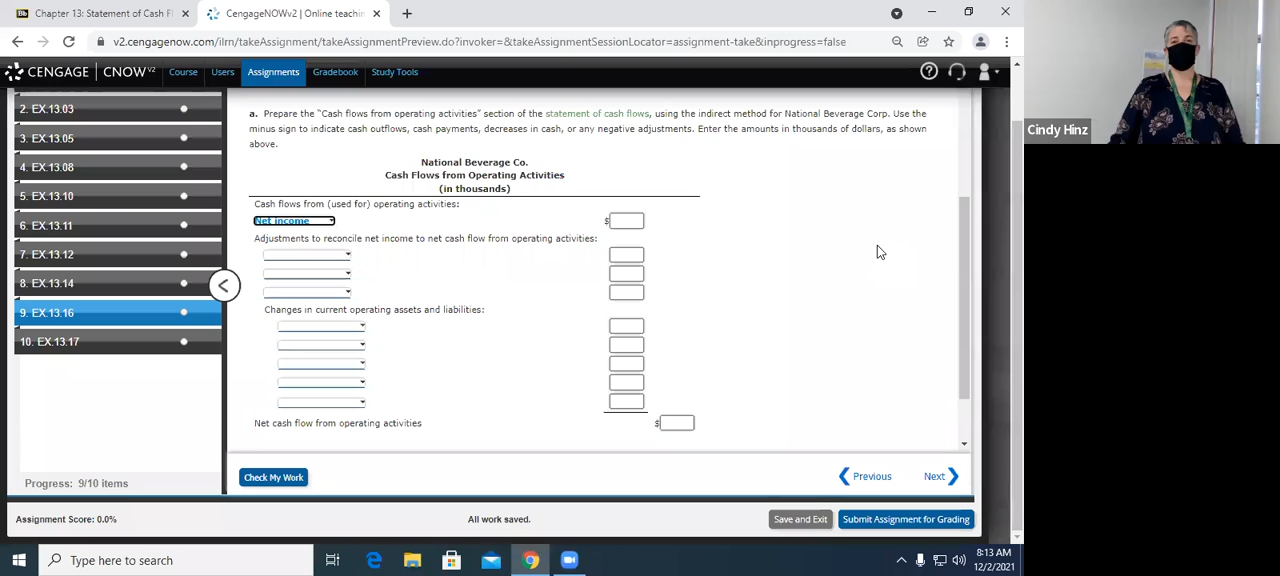 Chapter 13: Statement of Cash F
CengageNOWv2 | Online teachin
v2.cengagenow.com/ilrn/takeAssignment/takeAssignmentPreview.do?invoker=&takeAssignmentSessionLocator=assignment-take&inprogress=false
CENGAGE | CNOWv2 Course Users Assignments Gradebook Study Tools
2. EX.13.03
3. EX.13.05
4. EX.13.08
5. EX.13.10
6. EX.13.11
7. EX.13.12
8. EX.13.14
9. EX.13.16
10. EX.13.17
Progress: 9/10 items
a. Prepare the "Cash flows from operating activities" section of the statement of cash flows, using the indirect method for National Beverage Corp. Use the
minus sign to indicate cash outflows, cash payments, decreases in cash, or any negative adjustments. Enter the amounts in thousands of dollars, as shown
above.
National Beverage Co.
Cash Flows from Operating Activities
(in thousands)
Cash flows from (used for) operating activities:
Net income $
Adjustments to reconcile net income to net cash flow from operating activities:
Changes in current operating assets and liabilities:
Net cash flow from operating activities $
Check My Work
Previous Next
Assignment Score: 0.0% All work saved. Save and Exit Submit Assignment for Grading
Cindy Hinz
Type here to search
8:13 AM
12/2/2021